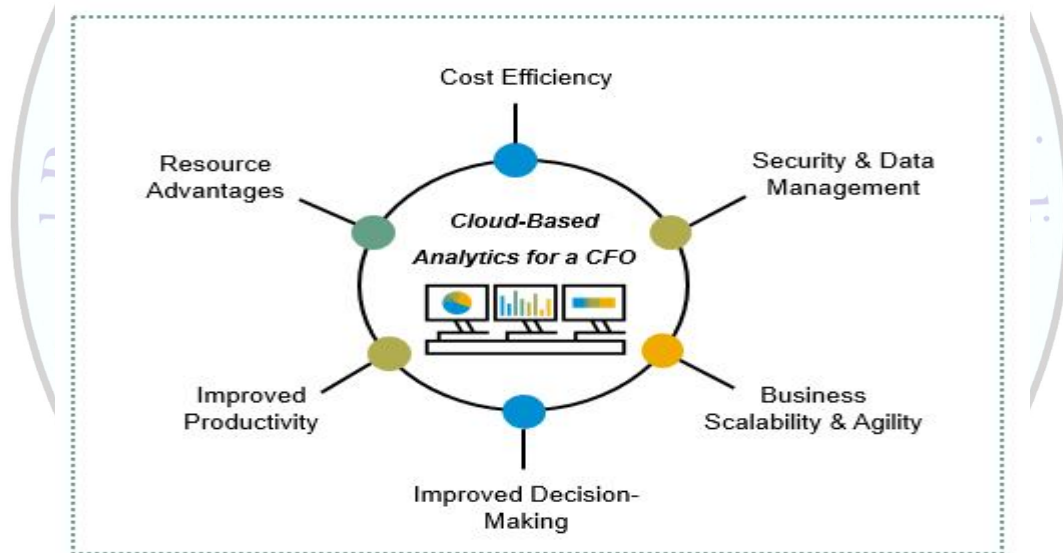 Cost Efficiency
Resource
Advantages
Security & Data
Management
Cloud-Based
Analytics for a CFO
Improved
Productivity
Business
Scalability & Agility
Improved Decision-
Making